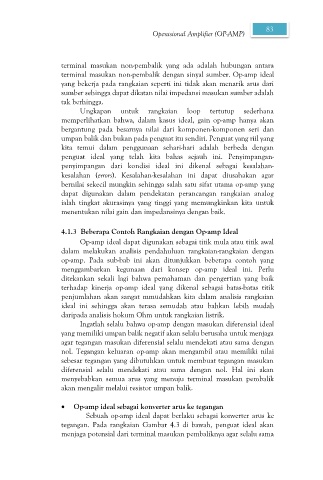 Operasional Amplifier (OP-AMP)
83
terminal masukan non-pembalik yang ada adalah hubungan antara
terminal masukan non-pembalik dengan sinyal sumber. Op-amp ideal
yang bekerja pada rangkaian seperti ini tidak akan menarik arus dari
sumber sehingga dapat dikatan nilai impedansi masukan sumber adalah
tak berhingga.
Ungkapan untuk rangkaian loop tertutup sederhana
memperlihatkan bahwa, dalam kasus ideal, gain op-amp hanya akan
bergantung pada besarnya nilai dari komponen-komponen seri dan
umpan balik dan bukan pada penguat itu sendiri. Penguat yang riil yang
kita temui dalam penggunaan sehari-hari adalah berbeda dengan
penguat ideal yang telah kita bahas sejauh ini. Penyimpangan-
penyimpangan dari kondisi ideal ini dikenal sebagai kesalahan-
kesalahan (errors). Kesalahan-kesalahan ini dapat diusahakan agar
bernilai sekecil mungkin sehingga salah satu sifat utama op-amp yang
dapat digunakan dalam pendekatan perancangan rangkaian analog
ialah tingkat akurasinya yang tinggi yang memungkinkan kita untuk
menentukan nilai gain dan impedansinya dengan baik.
4.1.3 Beberapa Contoh Rangkaian dengan Op-amp Ideal
Op-amp ideal dapat digunakan sebagai titik mula atau titik awal
dalam melakukan analisis pendahuluan rangkaian-rangkaian dengan
op-amp. Pada sub-bab ini akan ditunjukkan beberapa contoh yang
menggambarkan kegunaan dari konsep op-amp ideal ini. Perlu
ditekankan sekali lagi bahwa pemahaman dan pengertian yang baik
terhadap kinerja op-amp ideal yang dikenal sebagai batas-batas titik
penjumlahan akan sangat memudahkan kita dalam analisis rangkaian
ideal ini sehingga akan terasa semudah atau bahkan lebih mudah
daripada analisis hokum Ohm untuk rangkaian listrik.
Ingatlah selalu bahwa op-amp dengan masukan diferensial ideal
yang memiliki umpan balik negatif akan selalu berusaha untuk menjaga
agar tegangan masukan diferensial selalu mendekati atau sama dengan
nol. Tegangan keluaran op-amp akan mengambil atau memiliki nilai
sebesar tegangan yang dibutuhkan untuk membuat tegangan masukan
diferensial selalu mendekati atau sama dengan nol. Hal ini akan
menyebabkan semua arus yang menuju terminal masukan pembalik
akan mengalir melalui resistor umpan balik.
• Op-amp ideal sebagai konverter arus ke tegangan
Sebuah op-amp ideal dapat berlaku sebagai konverter arus ke
tegangan. Pada rangkaian Gambar 4.3 di bawah, penguat ideal akan
menjaga potensial dari terminal masukan pembaliknya agar selalu sama